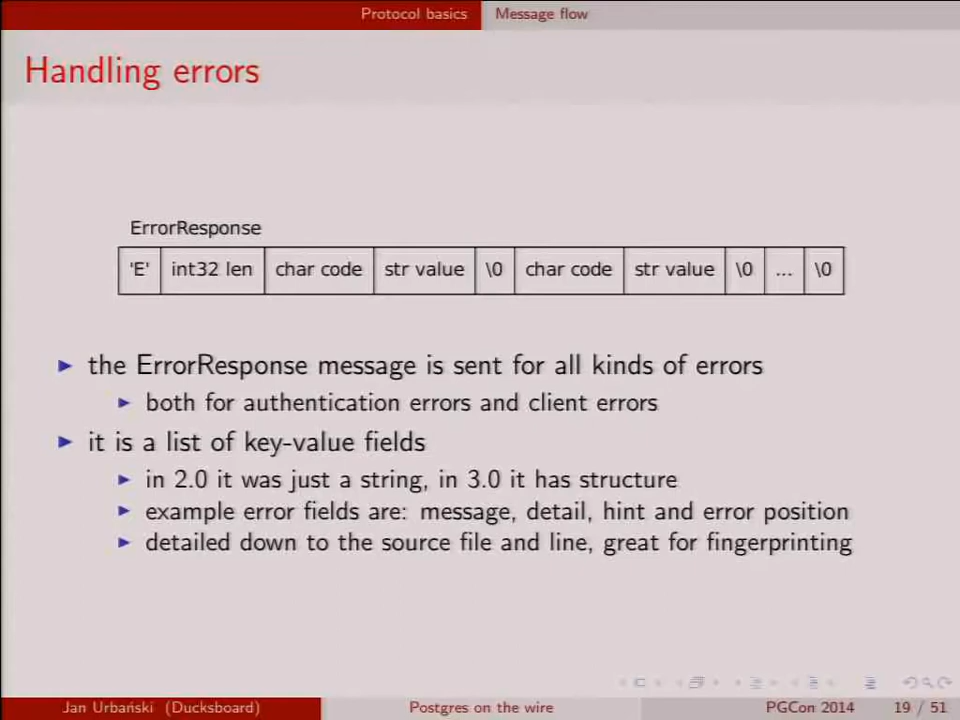 Protocol basics Message flow
Handling errors
ErrorResponse
'E' int32 len char code str value \0 char code str value \0 ... \0
the ErrorResponse message is sent for all kinds of errors
both for authentication errors and client errors
it is a list of key-value fields
in 2.0 it was just a string, in 3.0 it has structure
example error fields are: message, detail, hint and error position
detailed down to the source file and line, great for fingerprinting
Jan Urbański (Ducksboard) Postgres on the wire PGCon 2014 19 / 51